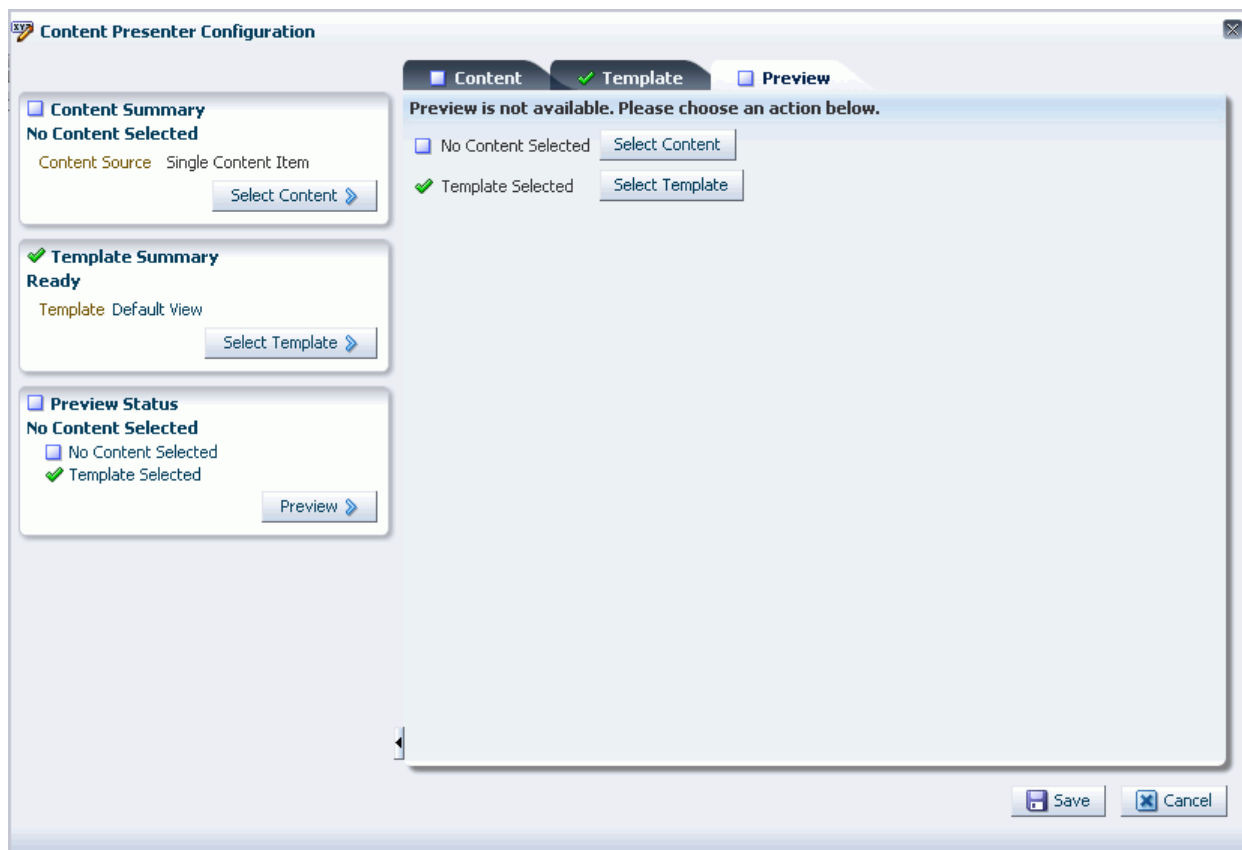 Content Presenter Configuration
Content Summary
No Content Selected
Content Source Single Content Item
Select Content
Template Summary
Ready
Template Default View
Select Template
Preview Status
No Content Selected
No Content Selected
Template Selected
Preview
Content Template Preview
Preview is not available. Please choose an action below.
No Content Selected Select Content
Template Selected Select Template
Save Cancel